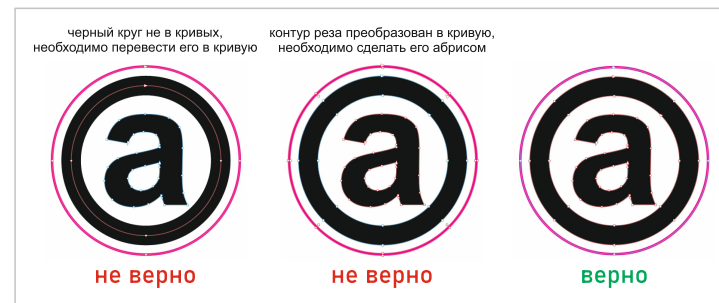 черный круг не в кривых,
необходимо перевести его в кривую
контур реза преобразован в кривую,
необходимо сделать его абрисом
a
a
a
не верно
не верно
верно